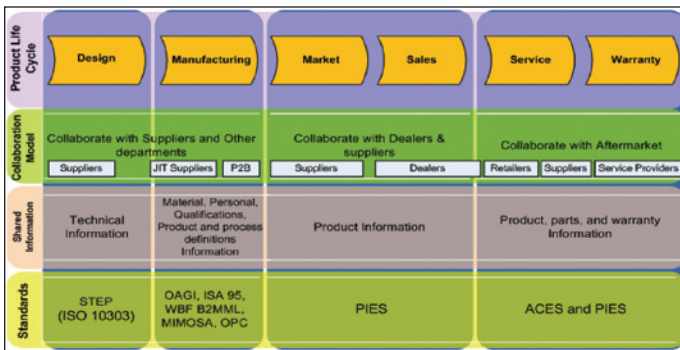 Product Life
Cycle
Design
Manufacturing
Market
Sales
Service
Warranty
Collaboration
Model
Collaborate with Suppliers and Other
departments
Suppliers
JIT Suppliers
P2B
Collaborate with Dealers &
suppliers
Suppliers
Dealers
Collaborate with Aftermarket
Retailers
Suppliers
Service Providers
Shared
Information
Technical
Information
Material, Personal,
Qualifications,
Product and process
definitions
Information
Product Information
Product, parts, and warranty
Information
Standards
STEP
(ISO 10303)
OAGI, ISA 95,
WBF B2MML,
MIMOSA, OPC
PIES
ACES and PIES